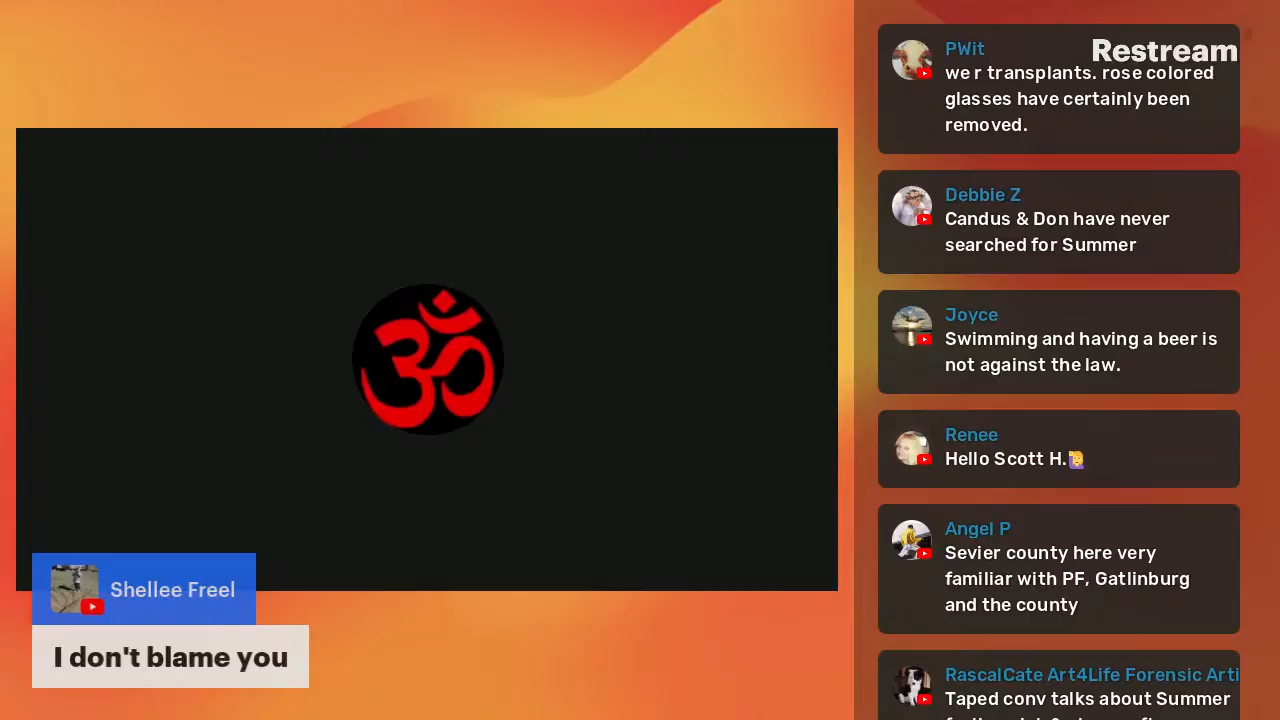 ॐ
Shellee Freel
I don't blame you
Restream
PWit
we r transplants. rose colored
glasses have certainly been
removed.
Debbie Z
Candus & Don have never
searched for Summer
Joyce
Swimming and having a beer is
not against the law.
Renee
Hello Scott H.🙋‍♀️
Angel P
Sevier county here very
familiar with PF, Gatlinburg
and the county
RascalCate Art4Life Forensic Arti
Taped conv talks about Summer